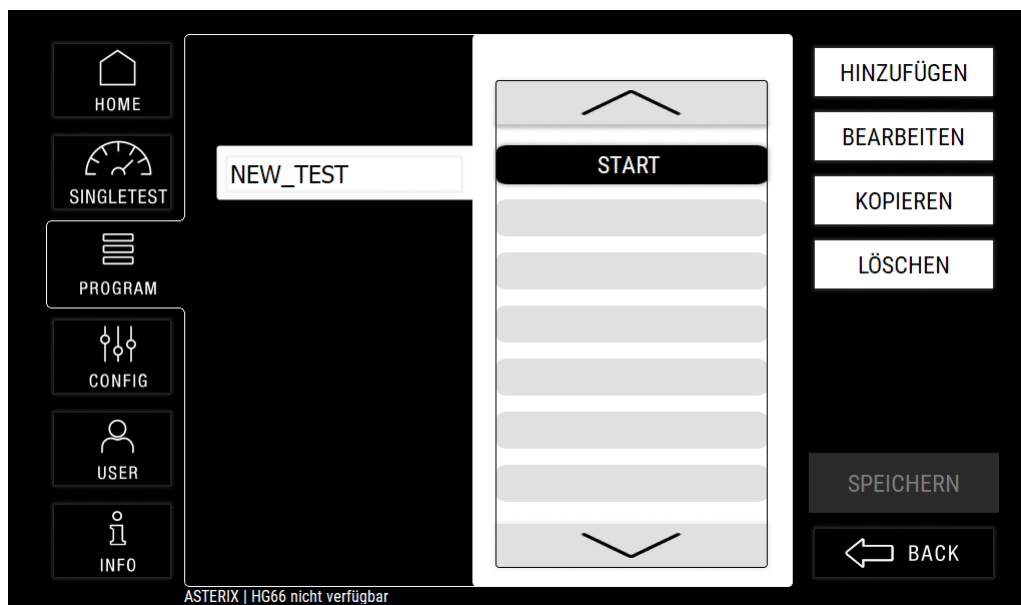 HOME
SINGLETEST
PROGRAM
CONFIG
USER
INFO
NEW_TEST
START
HINZUFÜGEN
BEARBEITEN
KOPIEREN
LÖSCHEN
SPEICHERN
BACK
ASTERIX | HG66 nicht verfügbar